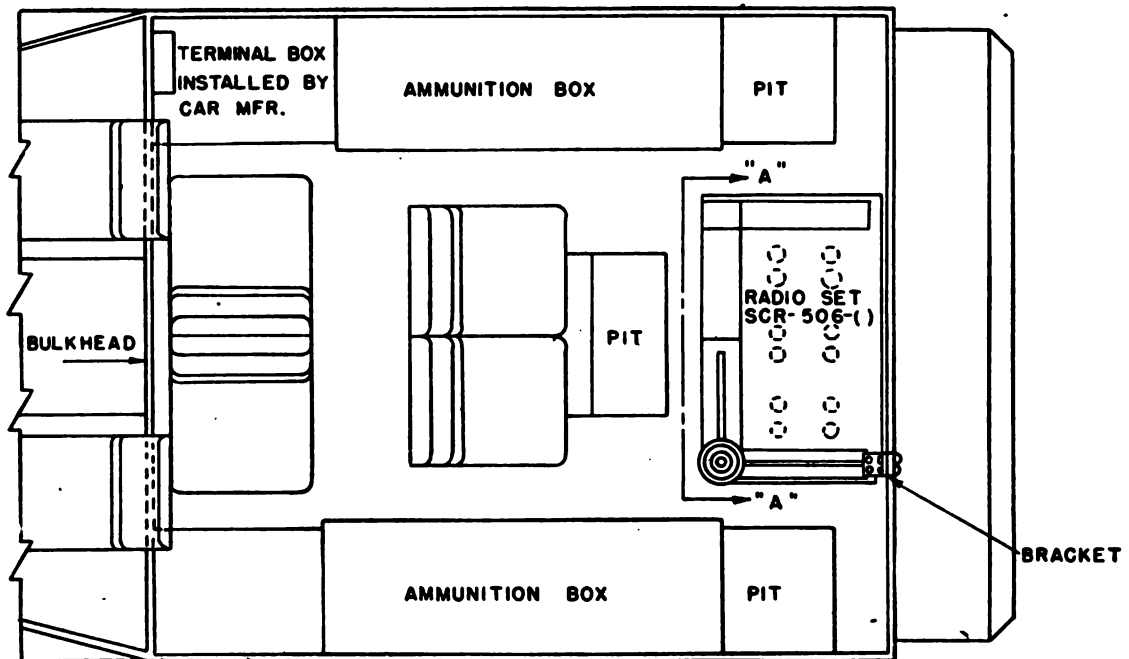 TERMINAL BOX
INSTALLED BY
CAR MFR.
AMMUNITION BOX
PIT
"A"
RADIO SET
SCR-506-( )
BULKHEAD
PIT
"A"
BRACKET
AMMUNITION BOX
PIT